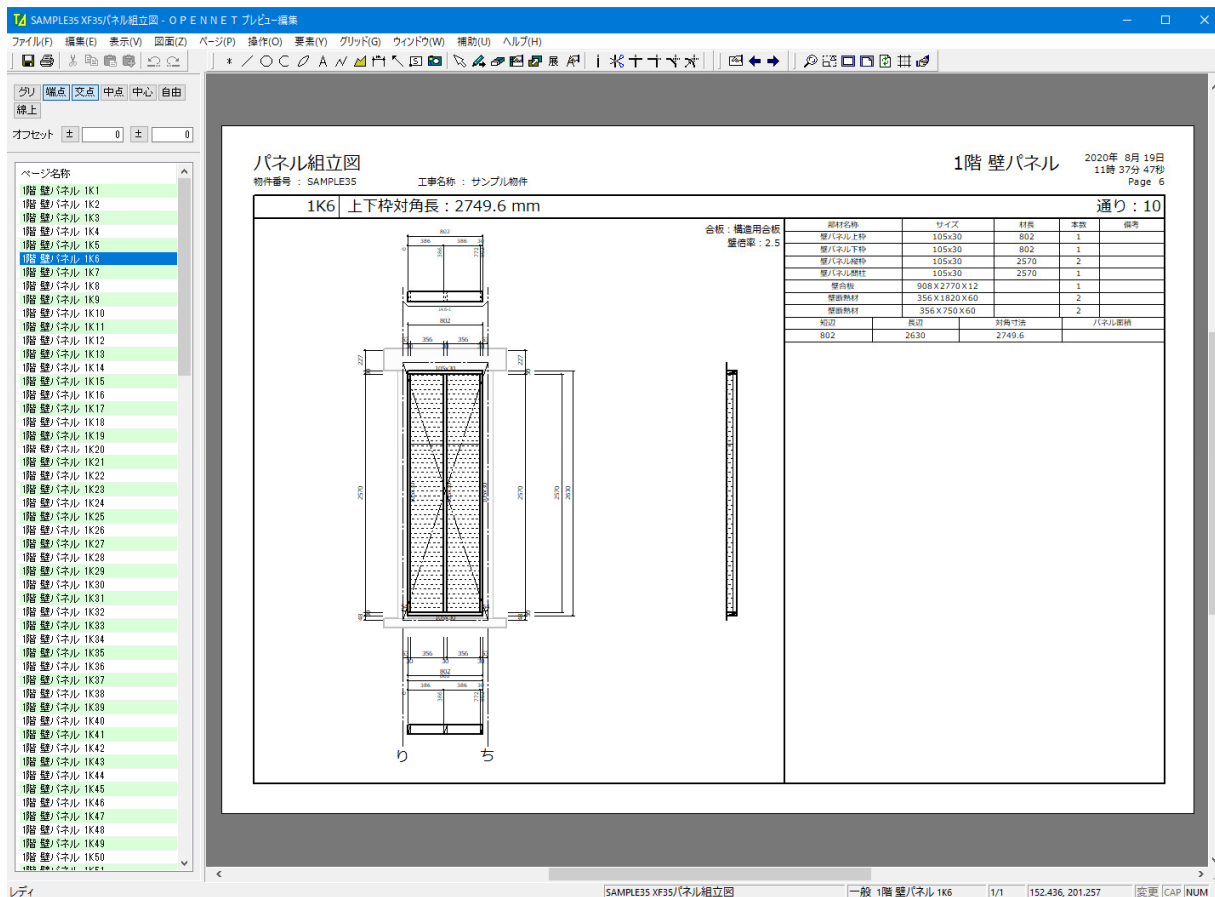 SAMPLE35 XF35パネル組立図 - ＯＰＥＮＮＥＴ プレビュー編集
ファイル(F) 編集(E) 表示(V) 図面(Z) ページ(P) 操作(O) 要素(Y) グリッド(G) ウィンドウ(W) 補助(U) ヘルプ(H)
グリ 端点 交点 中点 中心 自由
線上
オフセット ± 0 ± 0
ページ名称
1階 壁パネル 1K1
1階 壁パネル 1K2
1階 壁パネル 1K3
1階 壁パネル 1K4
1階 壁パネル 1K5
1階 壁パネル 1K6
1階 壁パネル 1K7
1階 壁パネル 1K8
1階 壁パネル 1K9
1階 壁パネル 1K10
1階 壁パネル 1K11
1階 壁パネル 1K12
1階 壁パネル 1K13
1階 壁パネル 1K14
1階 壁パネル 1K15
1階 壁パネル 1K16
1階 壁パネル 1K17
1階 壁パネル 1K18
1階 壁パネル 1K19
1階 壁パネル 1K20
1階 壁パネル 1K21
1階 壁パネル 1K22
1階 壁パネル 1K23
1階 壁パネル 1K24
1階 壁パネル 1K25
1階 壁パネル 1K26
1階 壁パネル 1K27
1階 壁パネル 1K28
1階 壁パネル 1K29
1階 壁パネル 1K30
1階 壁パネル 1K31
1階 壁パネル 1K32
1階 壁パネル 1K33
1階 壁パネル 1K34
1階 壁パネル 1K35
1階 壁パネル 1K36
1階 壁パネル 1K37
1階 壁パネル 1K38
1階 壁パネル 1K39
1階 壁パネル 1K40
1階 壁パネル 1K41
1階 壁パネル 1K42
1階 壁パネル 1K43
1階 壁パネル 1K44
1階 壁パネル 1K45
1階 壁パネル 1K46
1階 壁パネル 1K47
1階 壁パネル 1K48
1階 壁パネル 1K49
1階 壁パネル 1K50
パネル組立図
1階 壁パネル
2020年 8月 19日
11時 37分 47秒
Page 6
物件番号 : SAMPLE35 工事名称 : サンプル物件
1K6 上下枠対角長：2749.6 mm 通り：10
合板：構造用合板
壁倍率：2.5
部材名称 サイズ 材長 本数 備考
壁パネル上枠 105x30 802 1
壁パネル下枠 105x30 802 1
壁パネル縦枠 105x30 2570 2
壁パネル間柱 105x30 2570 1
壁合板 908X2770X12 1
壁断熱材 356X1820X60 2
壁断熱材 356X750X60 2
短辺 長辺 対角寸法 パネル面積
802 2630 2749.6
802
386 386 30
0 386 772
802
356 356
30 30 30
227 227
105x30
2570 2570 2570 2630
48 48
356 356
30 30 30
802
386 386 30
0 386 772
り ち
レディ
SAMPLE35 XF35パネル組立図 一般 1階 壁パネル 1K6 1/1 152.436, 201.257 変更 CAP NUM